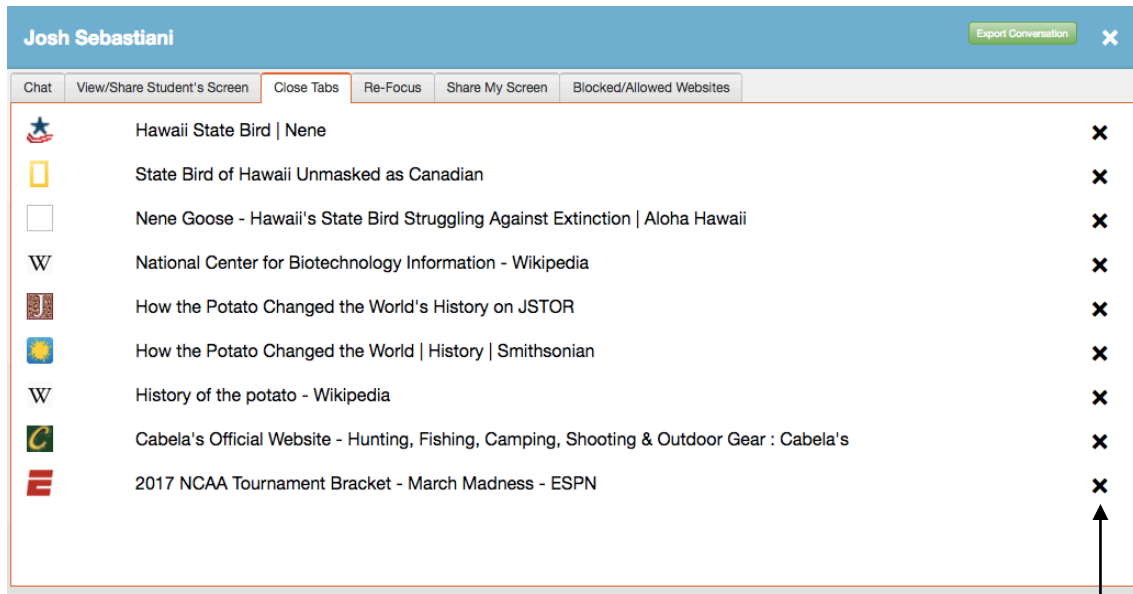 Josh Sebastiani
Export Conversation
Chat View/Share Student's Screen Close Tabs Re-Focus Share My Screen Blocked/Allowed Websites
Hawaii State Bird | Nene
State Bird of Hawaii Unmasked as Canadian
Nene Goose - Hawaii's State Bird Struggling Against Extinction | Aloha Hawaii
W National Center for Biotechnology Information - Wikipedia
J How the Potato Changed the World's History on JSTOR
How the Potato Changed the World | History | Smithsonian
W History of the potato - Wikipedia
C Cabela's Official Website - Hunting, Fishing, Camping, Shooting & Outdoor Gear : Cabela's
E 2017 NCAA Tournament Bracket - March Madness - ESPN